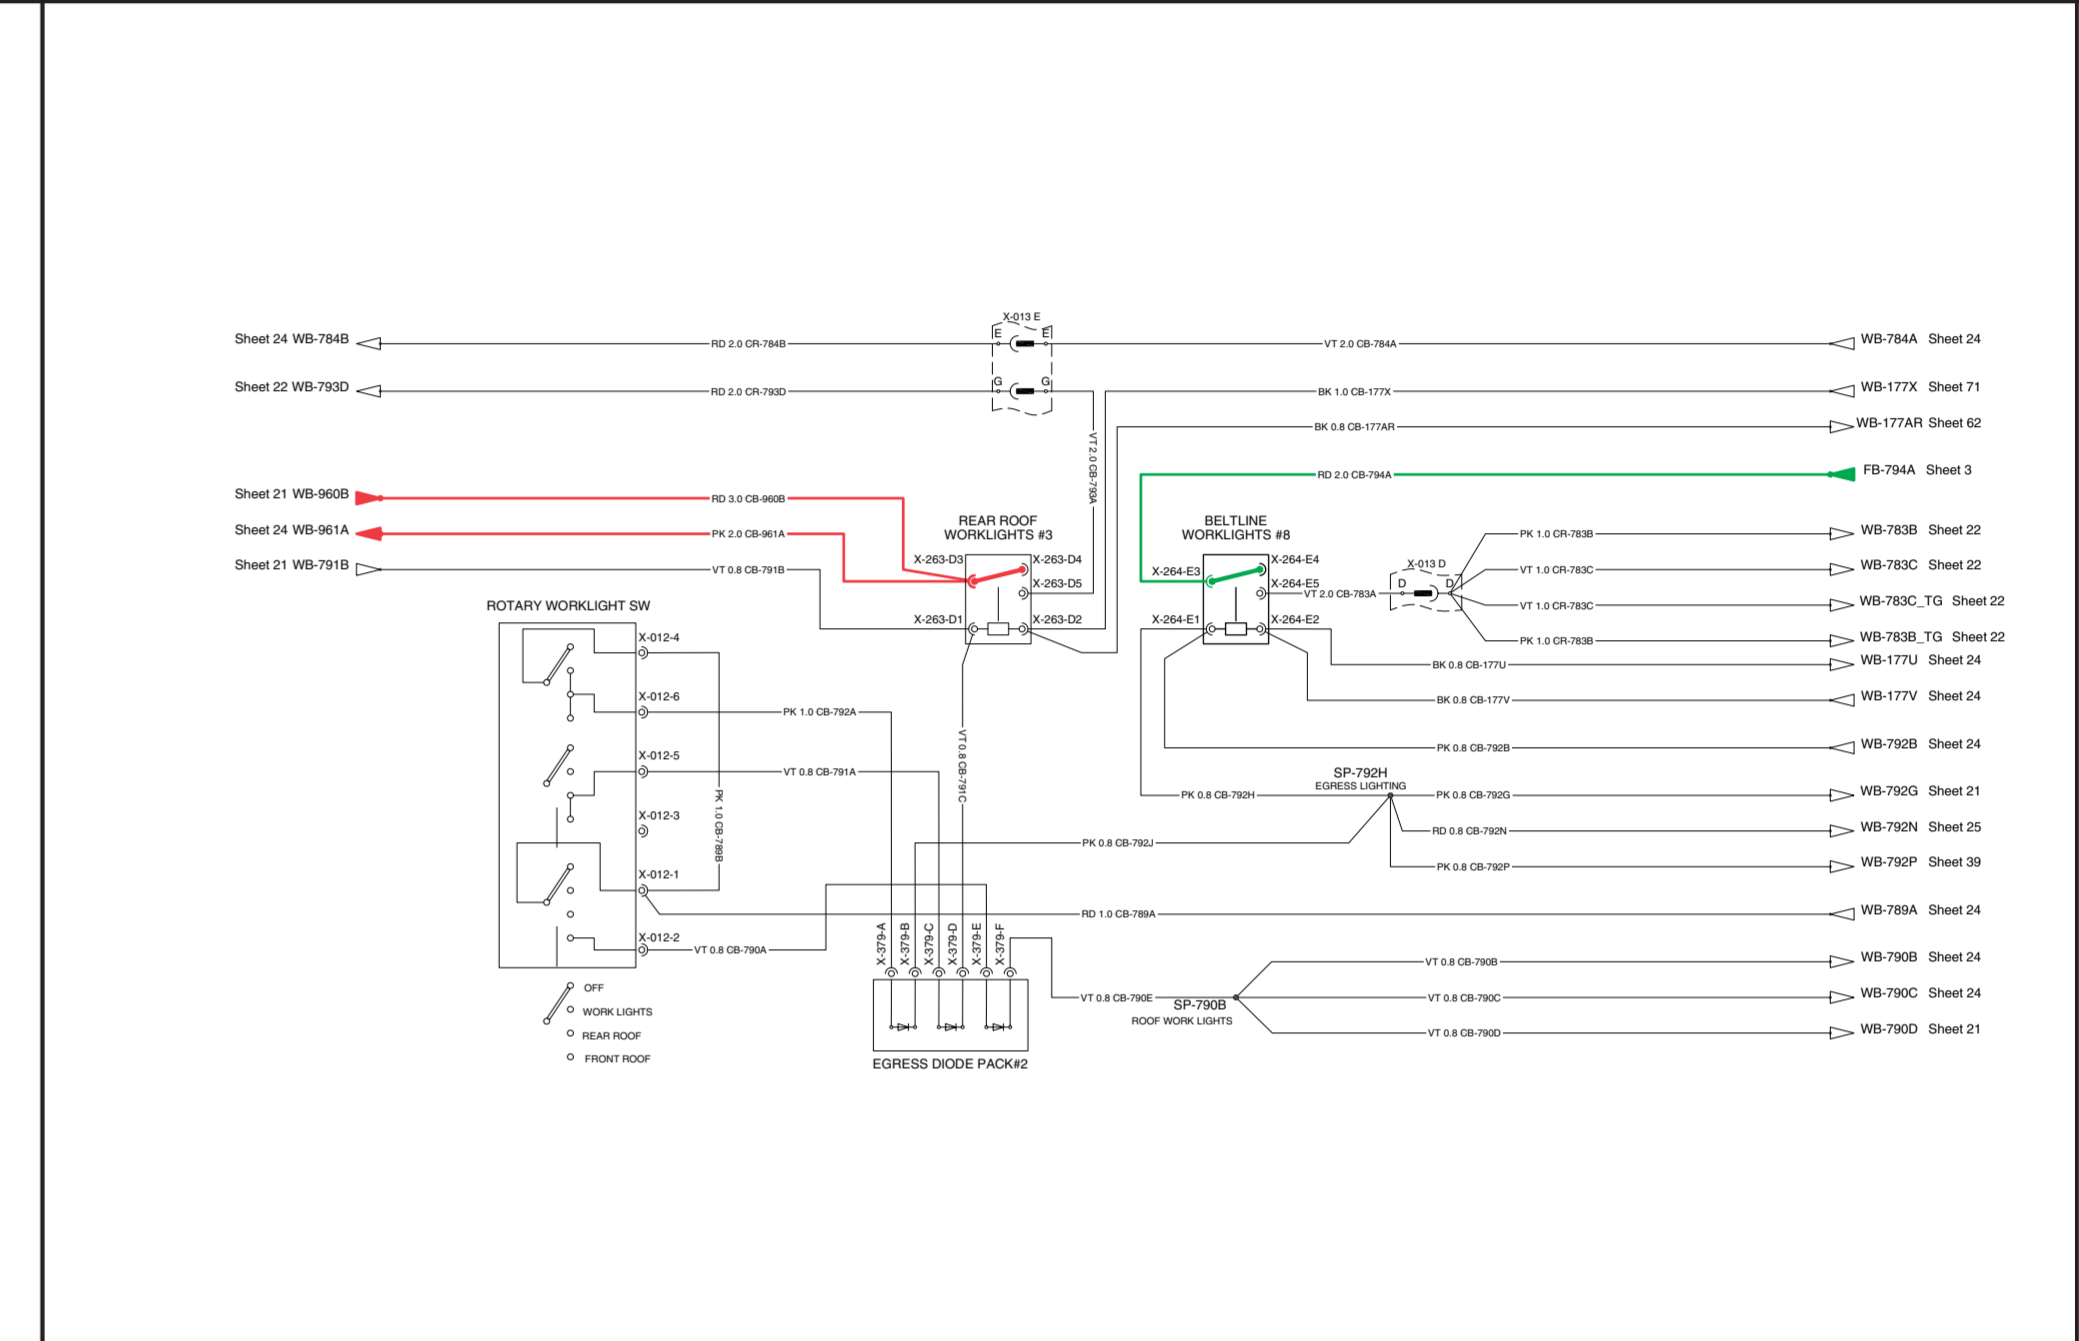 X-013 E
Sheet 24 WB-784B
RD 2.0 CR-784B
E
E
VT 2.0 CB-784A
WB-784A Sheet 24
Sheet 22 WB-793D
RD 2.0 CR-793D
G
G
BK 1.0 CB-177X
WB-177X Sheet 71
BK 0.8 CB-177AR
WB-177AR Sheet 62
VT 2.0 CB-793A
RD 2.0 CB-794A
FB-794A Sheet 3
Sheet 21 WB-960B
RD 3.0 CB-960B
Sheet 24 WB-961A
PK 2.0 CB-961A
Sheet 21 WB-791B
VT 0.8 CB-791B
REAR ROOF
WORKLIGHTS #3
X-263-D3
X-263-D4
X-263-D5
X-263-D1
X-263-D2
BELTLINE
WORKLIGHTS #8
X-264-E3
X-264-E4
X-264-E5
X-264-E1
X-264-E2
VT 2.0 CB-783A
X-013 D
D
D
PK 1.0 CR-783B
WB-783B Sheet 22
VT 1.0 CR-783C
WB-783C Sheet 22
VT 1.0 CR-783C
WB-783C_TG Sheet 22
PK 1.0 CR-783B
WB-783B_TG Sheet 22
BK 0.8 CB-177U
WB-177U Sheet 24
BK 0.8 CB-177V
WB-177V Sheet 24
PK 0.8 CB-792B
WB-792B Sheet 24
ROTARY WORKLIGHT SW
X-012-4
X-012-6
PK 1.0 CB-792A
X-012-5
VT 0.8 CB-791A
X-012-3
X-012-1
X-012-2
VT 0.8 CB-790A
PK 1.0 CB-789B
VT 0.8 CB-791C
SP-792H
EGRESS LIGHTING
PK 0.8 CB-792H
PK 0.8 CB-792G
WB-792G Sheet 21
RD 0.8 CB-792N
WB-792N Sheet 25
PK 0.8 CB-792J
PK 0.8 CB-792P
WB-792P Sheet 39
RD 1.0 CB-789A
WB-789A Sheet 24
X-379-A
X-379-B
X-379-C
X-379-D
X-379-E
X-379-F
VT 0.8 CB-790B
WB-790B Sheet 24
VT 0.8 CB-790E
SP-790B
ROOF WORK LIGHTS
VT 0.8 CB-790C
WB-790C Sheet 24
VT 0.8 CB-790D
WB-790D Sheet 21
OFF
WORK LIGHTS
REAR ROOF
FRONT ROOF
EGRESS DIODE PACK#2